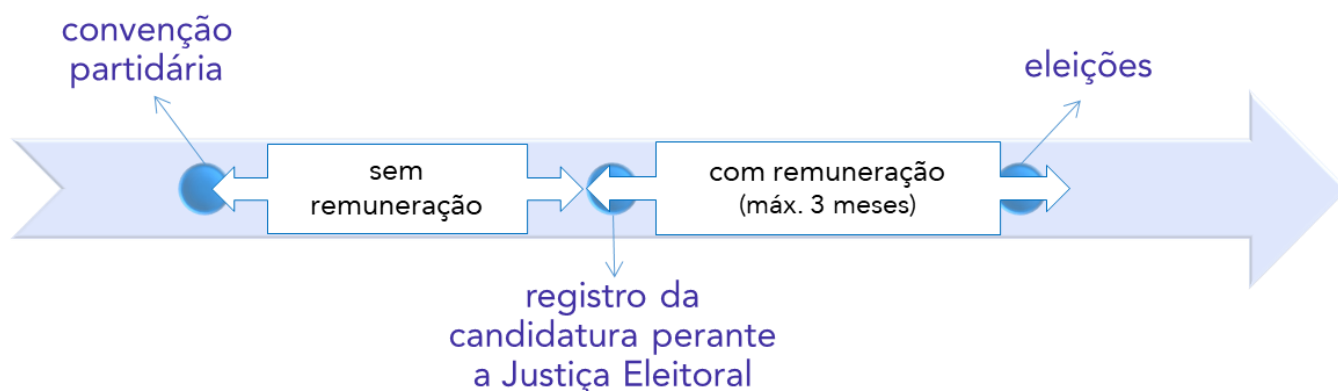 convenção
partidária
eleições
sem
remuneração
com remuneração
(máx. 3 meses)
registro da
candidatura perante
a Justiça Eleitoral